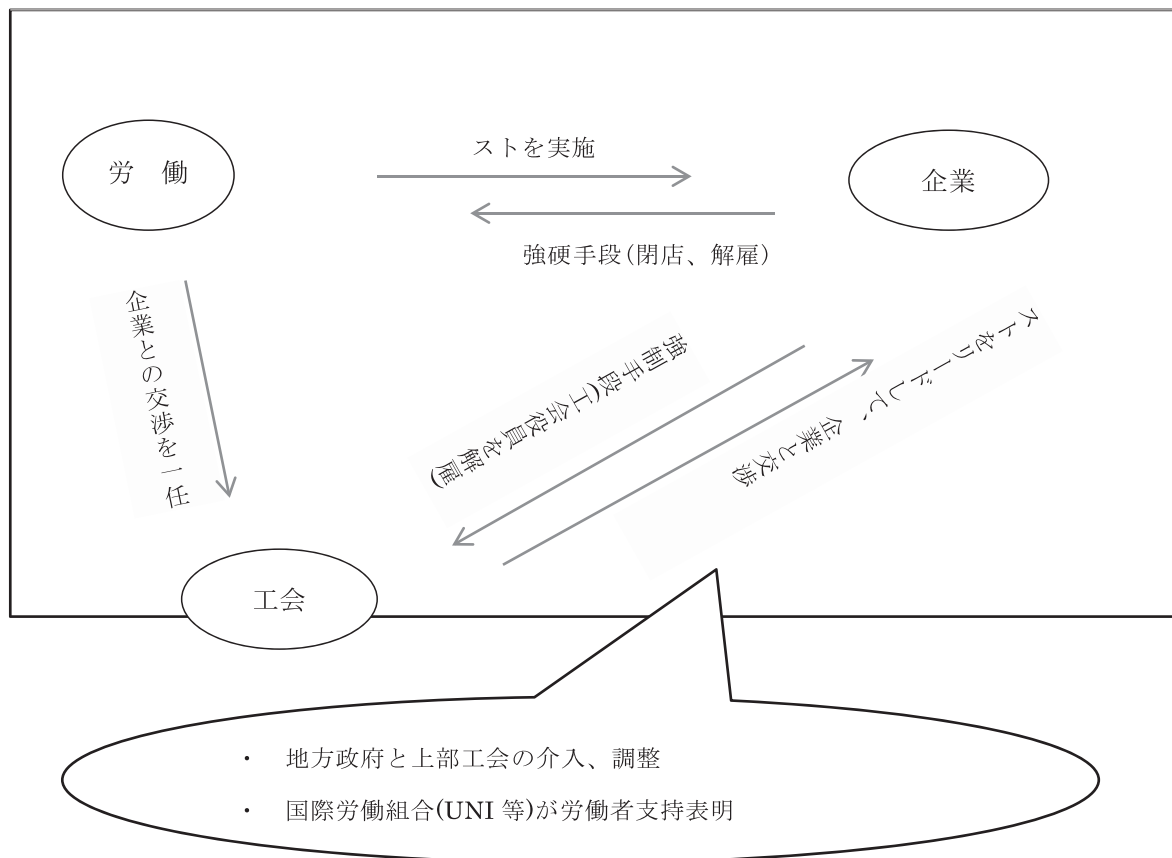 労　働
ストを実施
企業
強硬手段(閉店、解雇)
企業との交渉を一任
強制手段(工会役員を解雇)
ストをリードして、企業と交渉
工会
・ 地方政府と上部工会の介入、調整
・ 国際労働組合(UNI 等)が労働者支持表明